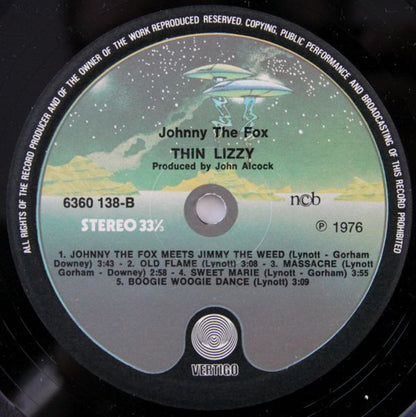 ALL RIGHTS OF THE RECORD PRODUCER AND OF THE OWNER OF THE WORK REPRODUCED RESERVED. COPYING, PUBLIC PERFORMANCE AND BROADCASTING OF THIS RECORD PROHIBITED
Johnny The Fox
THIN LIZZY
Produced by John Alcock
6360 138-B
ncb
STEREO 33⅓
℗ 1976
1. JOHNNY THE FOX MEETS JIMMY THE WEED (Lynott - Gorham
Downey) 3:43 - 2. OLD FLAME (Lynott) 3:08 - 3. MASSACRE (Lynott
Gorham - Downey) 2:58 - 4. SWEET MARIE (Lynott - Gorham) 3:55
5. BOOGIE WOOGIE DANCE (Lynott) 3:09
VERTIGO